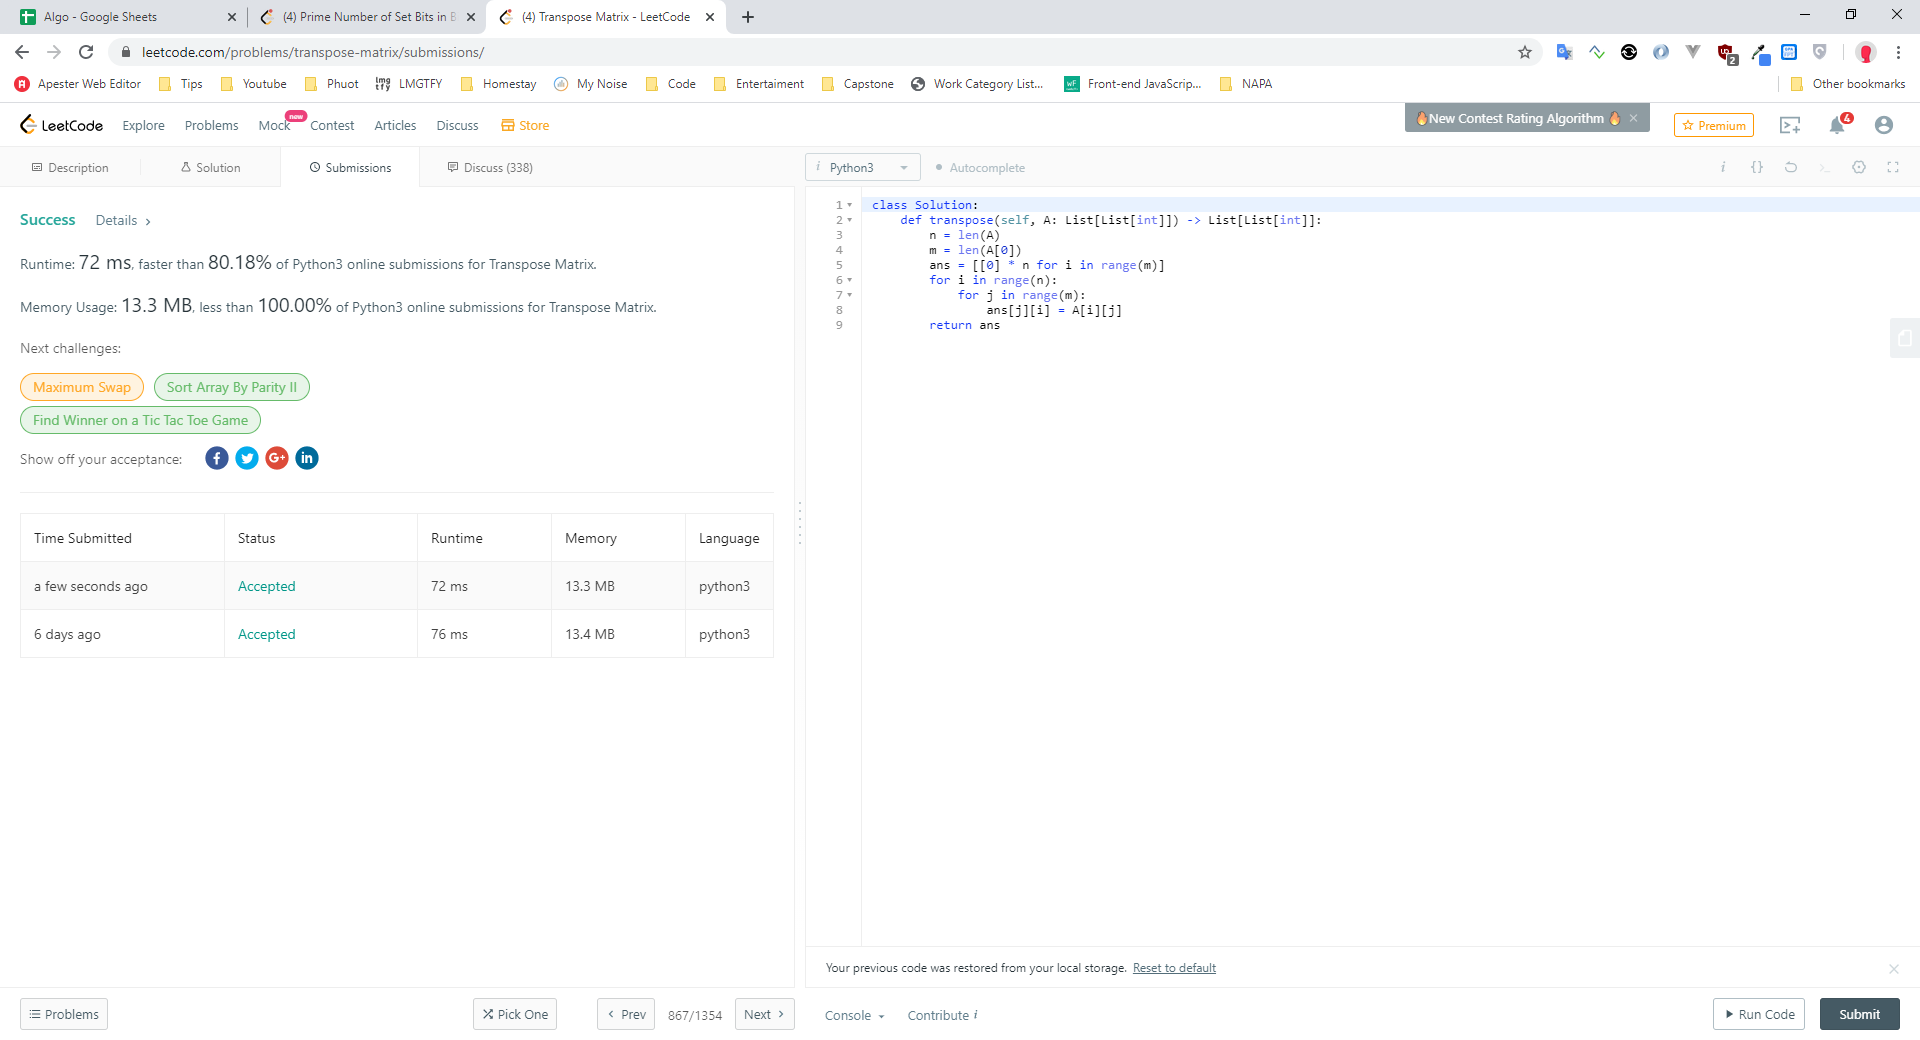 Algo - Google Sheets
(4) Prime Number of Set Bits in B
(4) Transpose Matrix - LeetCode
leetcode.com/problems/transpose-matrix/submissions/
2
Apester Web Editor
Tips
Youtube
Phuot
LMGTFY
Homestay
My Noise
Code
Entertaiment
Capstone
Work Category List...
Front-end JavaScrip...
NAPA
Other bookmarks
LeetCode
Explore
Problems
Mock
new
Contest
Articles
Discuss
Store
🔥New Contest Rating Algorithm 🔥
Premium
4
Description
Solution
Submissions
Discuss (338)
i Python3
Autocomplete
Success
Details
Runtime: 72 ms, faster than 80.18% of Python3 online submissions for Transpose Matrix.
Memory Usage: 13.3 MB, less than 100.00% of Python3 online submissions for Transpose Matrix.
Next challenges:
Maximum Swap
Sort Array By Parity II
Find Winner on a Tic Tac Toe Game
Show off your acceptance:
Time Submitted Status Runtime Memory Language
a few seconds ago Accepted 72 ms 13.3 MB python3
6 days ago Accepted 76 ms 13.4 MB python3
1 class Solution:
2 def transpose(self, A: List[List[int]]) -> List[List[int]]:
3 n = len(A)
4 m = len(A[0])
5 ans = [[0] * n for i in range(m)]
6 for i in range(n):
7 for j in range(m):
8 ans[j][i] = A[i][j]
9 return ans
Your previous code was restored from your local storage. Reset to default
Problems
Pick One
Prev
867/1354
Next
Console
Contribute i
Run Code
Submit